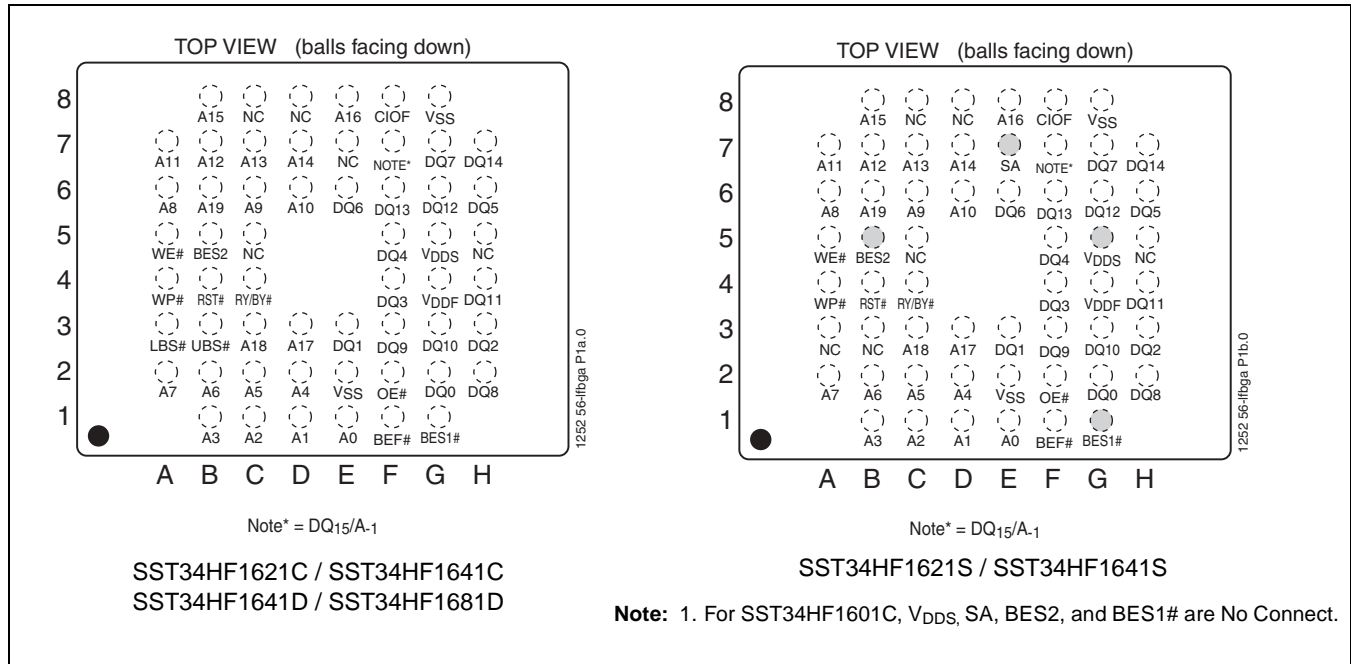 TOP VIEW (balls facing down)
8
A15 NC NC A16 CIOF VSS
7
A11 A12 A13 A14 NC NOTE* DQ7 DQ14
6
A8 A19 A9 A10 DQ6 DQ13 DQ12 DQ5
5
WE# BES2 NC DQ4 VDDS NC
4
WP# RST# RY/BY# DQ3 VDDF DQ11
3
LBS# UBS# A18 A17 DQ1 DQ9 DQ10 DQ2
2
A7 A6 A5 A4 VSS OE# DQ0 DQ8
1
A3 A2 A1 A0 BEF# BES1#
A B C D E F G H
1252 56-lfbga P1a.0
Note* = DQ15/A-1
SST34HF1621C / SST34HF1641C
SST34HF1641D / SST34HF1681D
TOP VIEW (balls facing down)
8
A15 NC NC A16 CIOF VSS
7
A11 A12 A13 A14 SA NOTE* DQ7 DQ14
6
A8 A19 A9 A10 DQ6 DQ13 DQ12 DQ5
5
WE# BES2 NC DQ4 VDDS NC
4
WP# RST# RY/BY# DQ3 VDDF DQ11
3
NC NC A18 A17 DQ1 DQ9 DQ10 DQ2
2
A7 A6 A5 A4 VSS OE# DQ0 DQ8
1
A3 A2 A1 A0 BEF# BES1#
A B C D E F G H
1252 56-lfbga P1b.0
Note* = DQ15/A-1
SST34HF1621S / SST34HF1641S
Note: 1. For SST34HF1601C, VDDS, SA, BES2, and BES1# are No Connect.